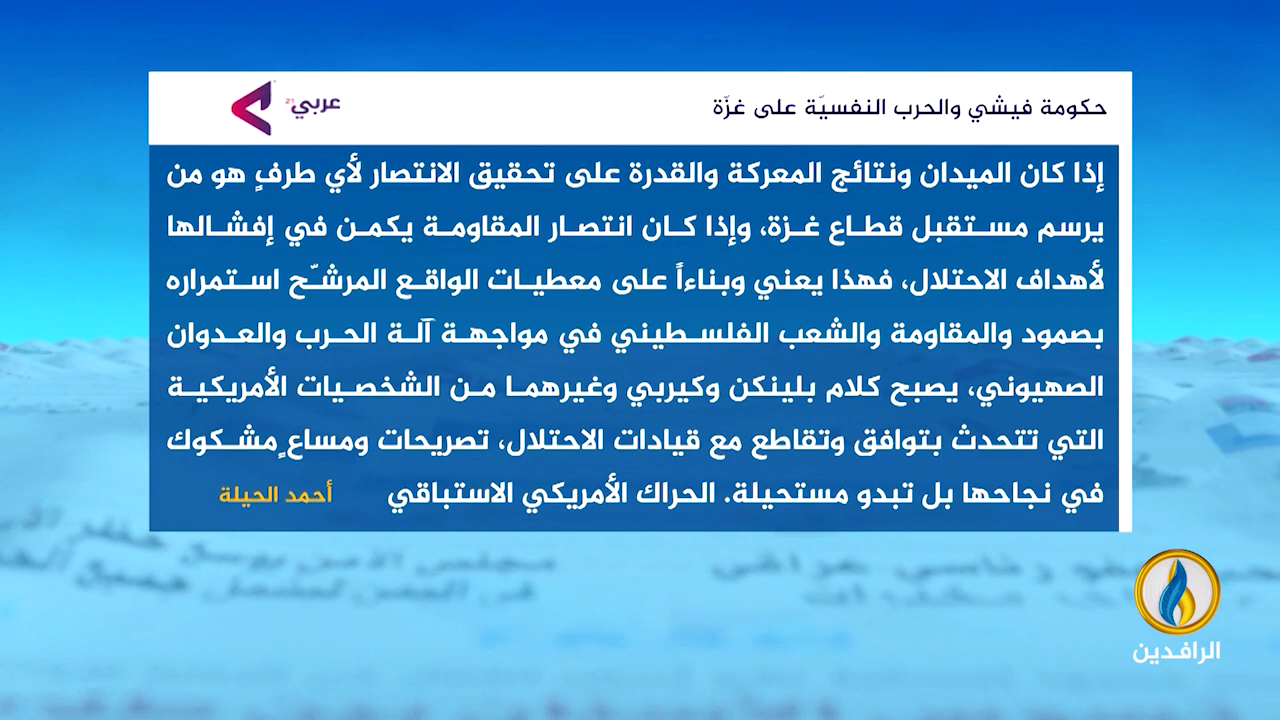 عربي21
حكومة فيشي والحرب النفسيّة على غزّة
إذا كان الميدان ونتائج المعركة والقدرة على تحقيق الانتصار لأي طرفٍ هو من
يرسم مستقبل قطاع غزة، وإذا كان انتصار المقاومة يكمن في إفشالها
لأهداف الاحتلال، فهذا يعني وبناءاً على معطيات الواقع المرشّح استمراره
بصمود والمقاومة والشعب الفلسطيني في مواجهة آلة الحرب والعدوان
الصهيوني، يصبح كلام بلينكن وكيربي وغيرهما من الشخصيات الأمريكية
التي تتحدث بتوافق وتقاطع مع قيادات الاحتلال، تصريحات ومساعٍ مشكوك
في نجاحها بل تبدو مستحيلة. الحراك الأمريكي الاستباقي
أحمد الحيلة
مجلس الأمن يوسع
الرافدين